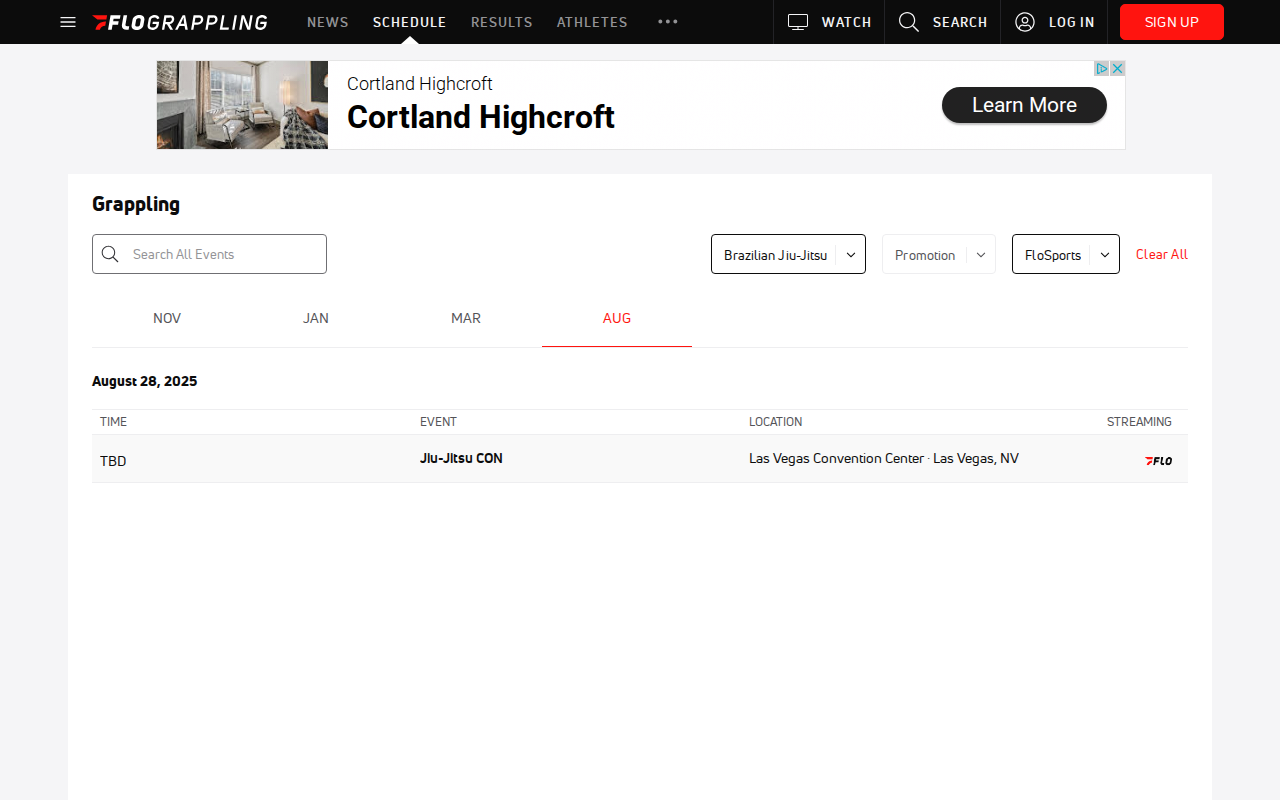 FLOGRAPPLING NEWS SCHEDULE RESULTS ATHLETES WATCH SEARCH LOG IN SIGN UP
Cortland Highcroft
Cortland Highcroft
Learn More
Grappling
Search All Events Brazilian Jiu-Jitsu Promotion FloSports Clear All
NOV JAN MAR AUG
August 28, 2025
TIME EVENT LOCATION STREAMING
TBD Jiu-Jitsu CON Las Vegas Convention Center · Las Vegas, NV FLO